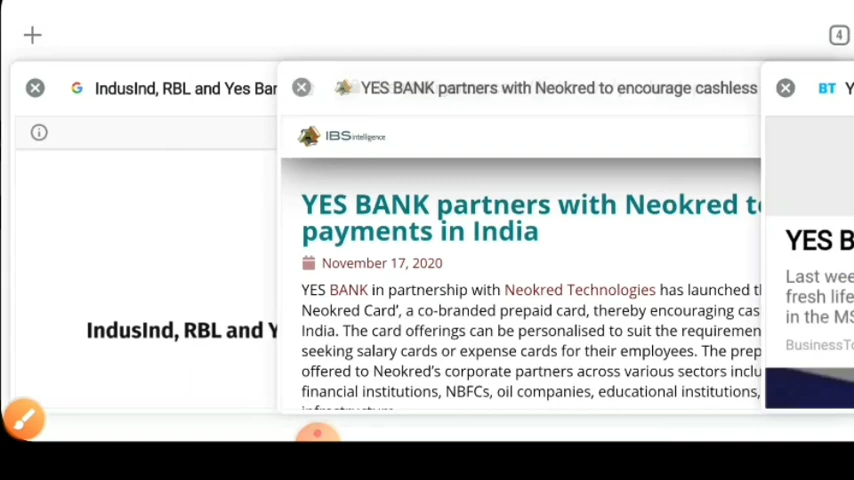 4
IndusInd, RBL and Yes Bar
YES BANK partners with Neokred to encourage cashless
BT Y
IBS intelligence
YES BANK partners with Neokred to
payments in India
November 17, 2020
YES BANK in partnership with Neokred Technologies has launched th
Neokred Card', a co-branded prepaid card, thereby encouraging cas
India. The card offerings can be personalised to suit the requiremen
seeking salary cards or expense cards for their employees. The prep
offered to Neokred's corporate partners across various sectors inclu
financial institutions, NBFCs, oil companies, educational institutions,
infrastructure
IndusInd, RBL and Y
YES B
Last wee
fresh life
in the MS
BusinessTo